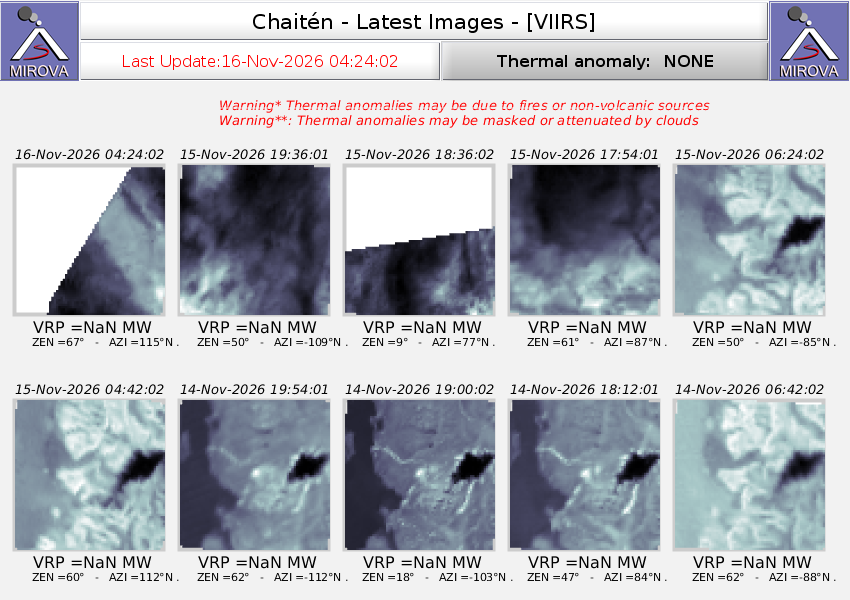 MIROVA
Chaitén - Latest Images - [VIIRS]
MIROVA
Last Update:16-Nov-2026 04:24:02
Thermal anomaly: NONE
Warning* Thermal anomalies may be due to fires or non-volcanic sources
Warning**: Thermal anomalies may be masked or attenuated by clouds
16-Nov-2026 04:24:02 15-Nov-2026 19:36:01 15-Nov-2026 18:36:02 15-Nov-2026 17:54:01 15-Nov-2026 06:24:02
VRP =NaN MW VRP =NaN MW VRP =NaN MW VRP =NaN MW VRP =NaN MW
ZEN =67° - AZI =115°N . ZEN =50° - AZI =-109°N . ZEN =9° - AZI =77°N . ZEN =61° - AZI =87°N . ZEN =50° - AZI =-85°N .
15-Nov-2026 04:42:02 14-Nov-2026 19:54:01 14-Nov-2026 19:00:02 14-Nov-2026 18:12:01 14-Nov-2026 06:42:02
VRP =NaN MW VRP =NaN MW VRP =NaN MW VRP =NaN MW VRP =NaN MW
ZEN =60° - AZI =112°N . ZEN =62° - AZI =-112°N . ZEN =18° - AZI =-103°N . ZEN =47° - AZI =84°N . ZEN =62° - AZI =-88°N .